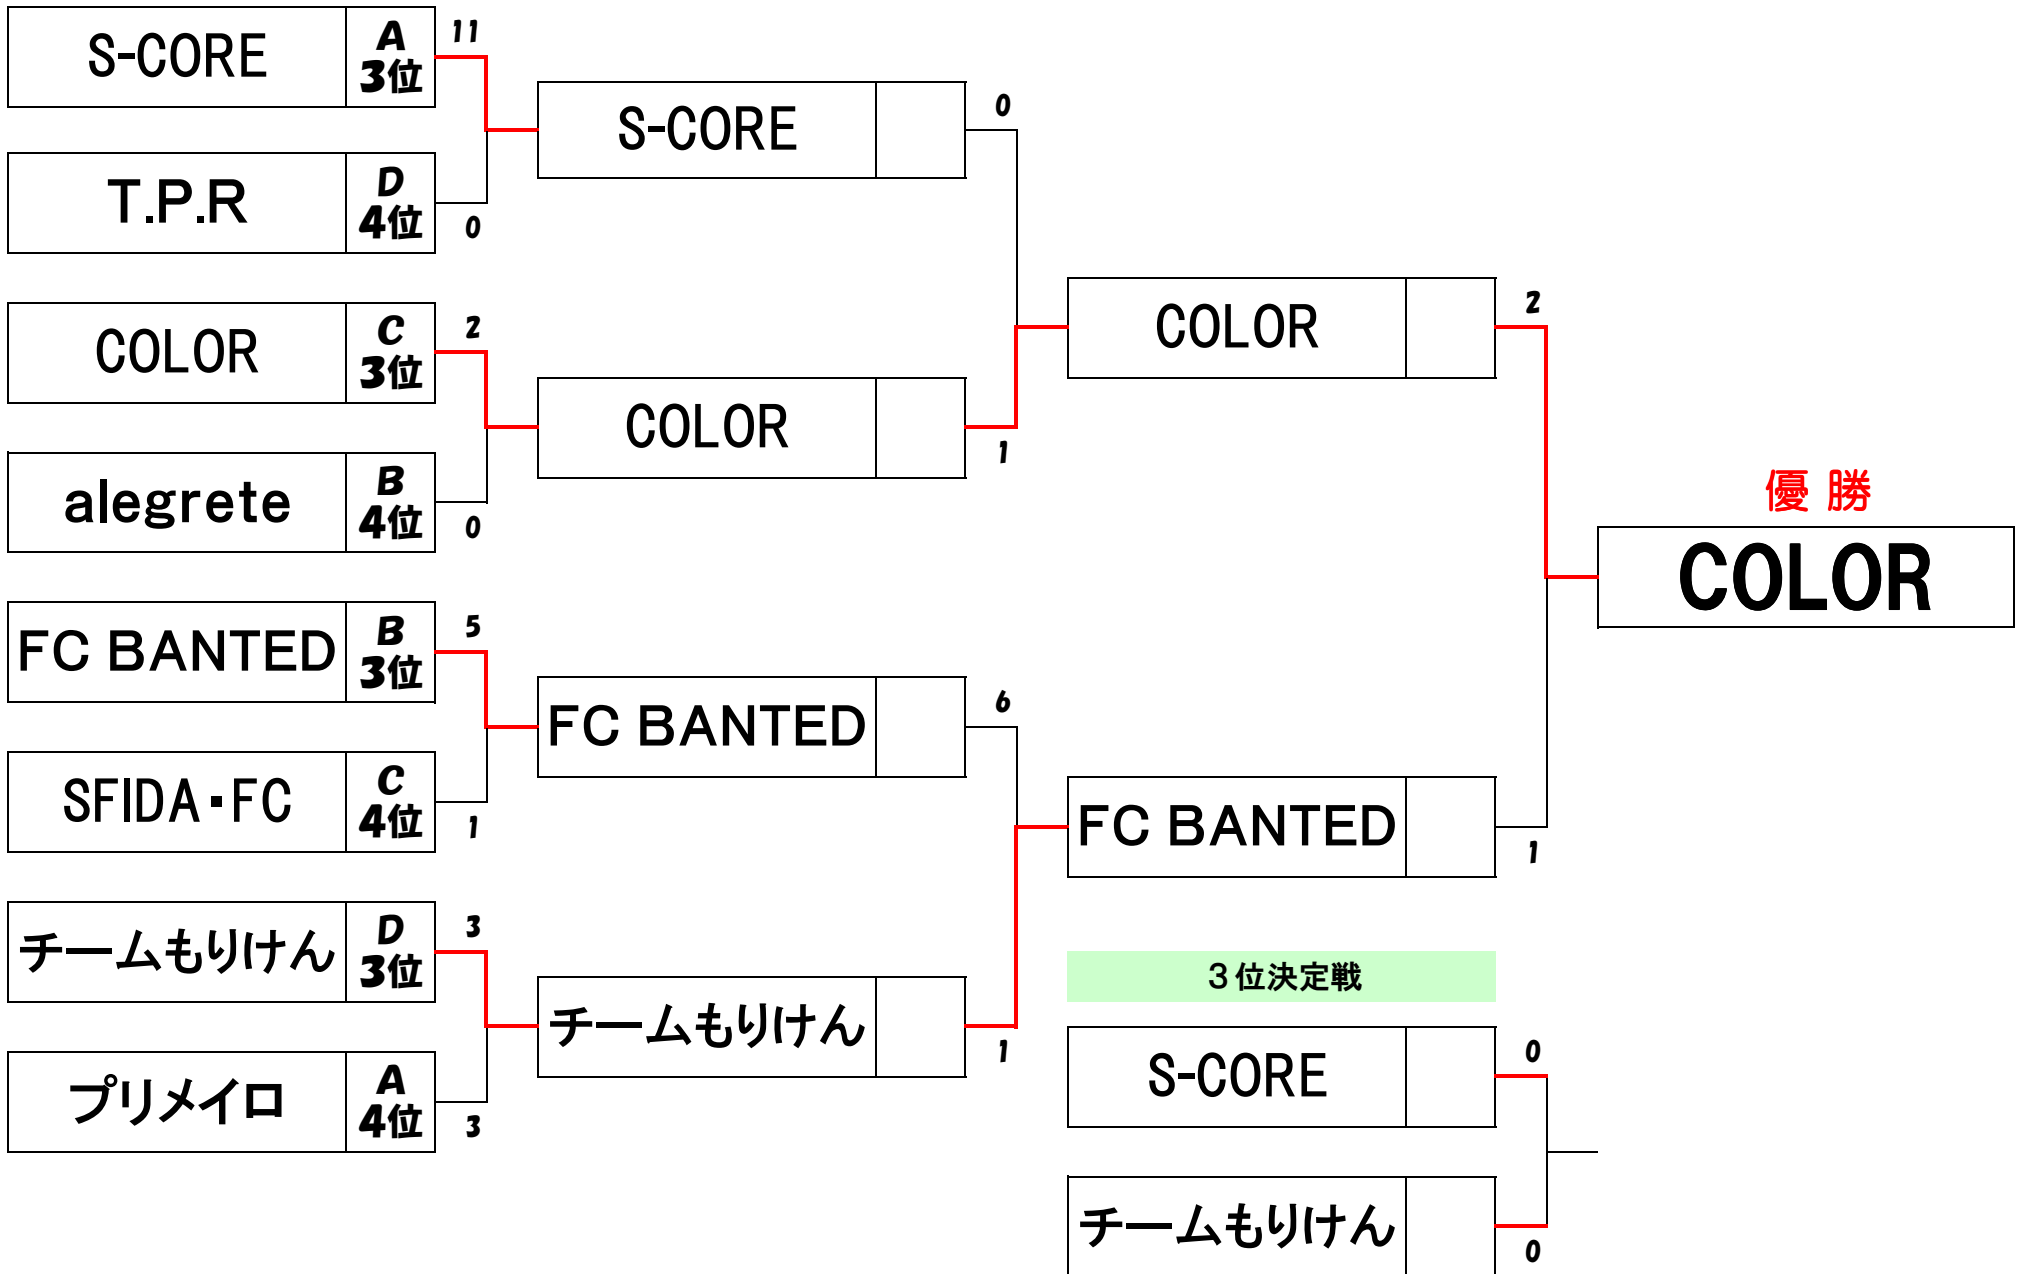 S-CORE
A
3位
11
T.P.R
D
4位
0
COLOR
C
3位
2
alegrete
B
4位
0
FC BANTED
B
3位
5
SFIDA・FC
C
4位
1
チームもりけん
D
3位
3
プリメイロ
A
4位
3
S-CORE
0
COLOR
1
FC BANTED
6
チームもりけん
1
COLOR
2
FC BANTED
1
優 勝
COLOR
3位決定戦
S-CORE
0
チームもりけん
0